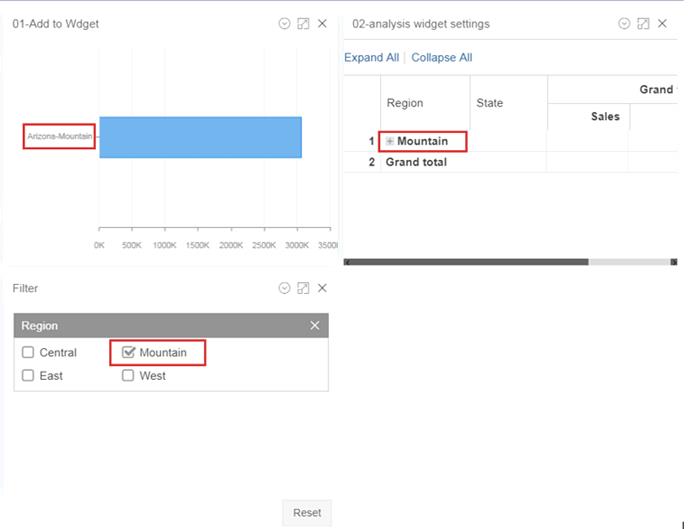 01-Add to Wdget
Arizona-Mountain
0K 500K 1000K 1500K 2000K 2500K 3000K 3500
02-analysis widget settings
Expand All | Collapse All
Region State Grand
Sales
1 Mountain
2 Grand total
Filter
Region
Central Mountain
East West
Reset